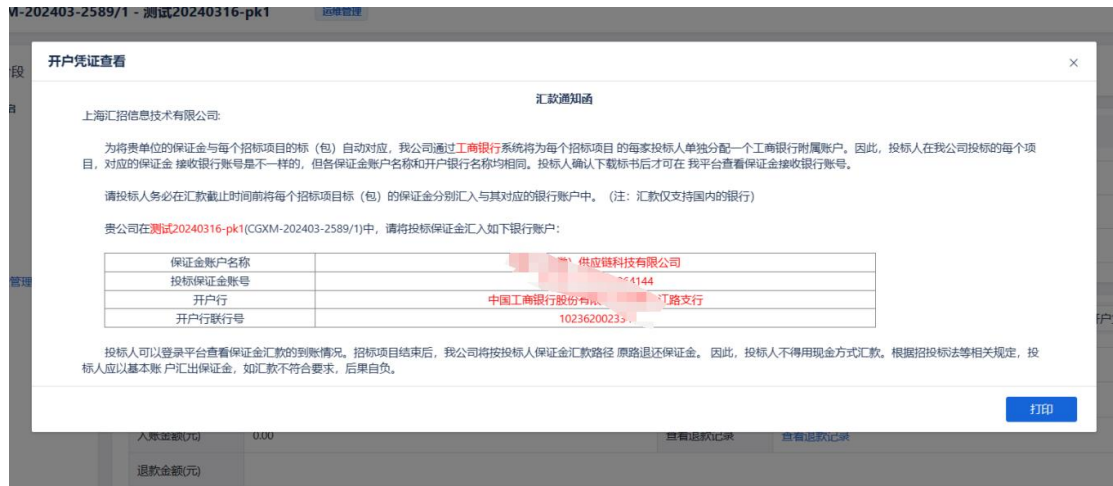 M-202403-2589/1 - 测试20240316-pk1 运维管理
段
开户凭证查看
汇款通知函
上海汇招信息技术有限公司:
为将贵单位的保证金与每个招标项目的标（包）自动对应，我公司通过工商银行系统将为每个招标项目 的每家投标人单独分配一个工商银行附属账户。因此，投标人在我公司投标的每个项
目，对应的保证金 接收银行账号是不一样的，但各保证金账户名称和开户银行名称均相同。投标人确认下载标书后才可在 我平台查看保证金接收银行账号。
请投标人务必在汇款截止时间前将每个招标项目标（包）的保证金分别汇入与其对应的银行账户中。（注：汇款仅支持国内的银行）
贵公司在测试20240316-pk1(CGXM-202403-2589/1)中，请将投标保证金汇入如下银行账户：
保证金账户名称 ）供应链科技有限公司
投标保证金账号 64144
管理
开户行 中国工商银行股份有限 路支行
开户行联行号 1023620023
投标人可以登录平台查看保证金汇款的到账情况。招标项目结束后，我公司将按投标人保证金汇款路径 原路退还保证金。 因此，投标人不得用现金方式汇款。根据招投标法等相关规定，投
标人应以基本账 户汇出保证金，如汇款不符合要求，后果自负。
打印
入账金额(元) 0.00 查看退款记录 查看退款记录
退款金额(元)